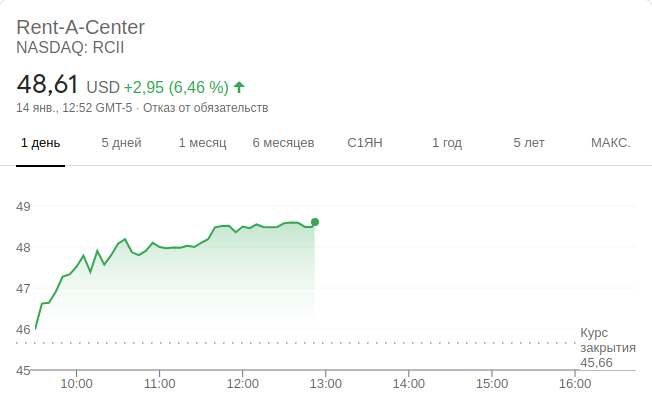 Rent-A-Center
NASDAQ: RCII
48,61 USD +2,95 (6,46 %)
14 янв., 12:52 GMT-5 · Отказ от обязательств
1 день 5 дней 1 месяц 6 месяцев С1ЯН 1 год 5 лет МАКС.
49
48
47
46
Курс
закрытия
45,66
45
10:00 11:00 12:00 13:00 14:00 15:00 16:00